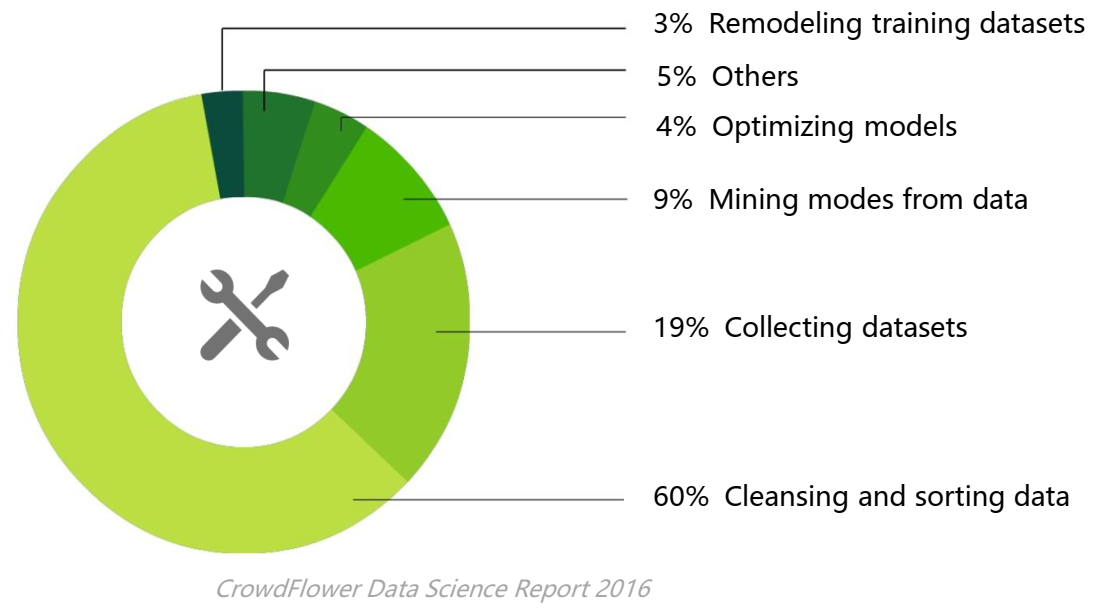 3% Remodeling training datasets
5% Others
4% Optimizing models
9% Mining modes from data
19% Collecting datasets
60% Cleansing and sorting data
CrowdFlower Data Science Report 2016